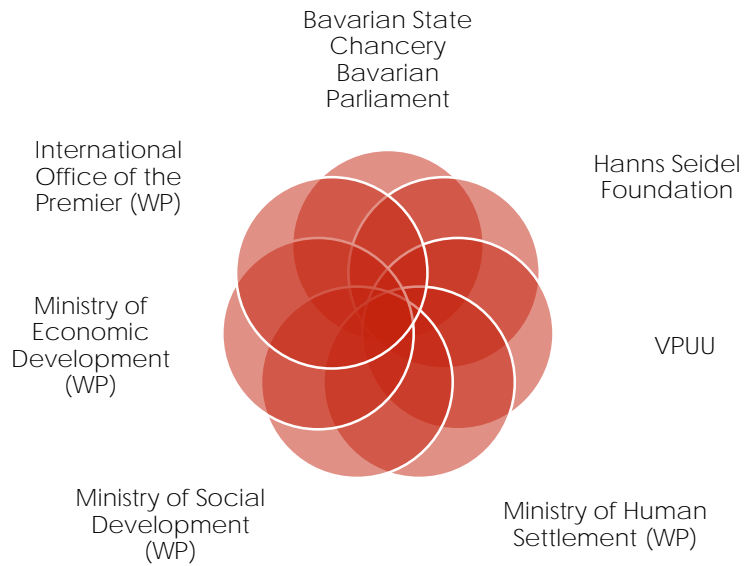 Bavarian State
Chancery
Bavarian
Parliament
Hanns Seidel
Foundation
VPUU
Ministry of Human
Settlement (WP)
Ministry of Social
Development
(WP)
Ministry of
Economic
Development
(WP)
International
Office of the
Premier (WP)